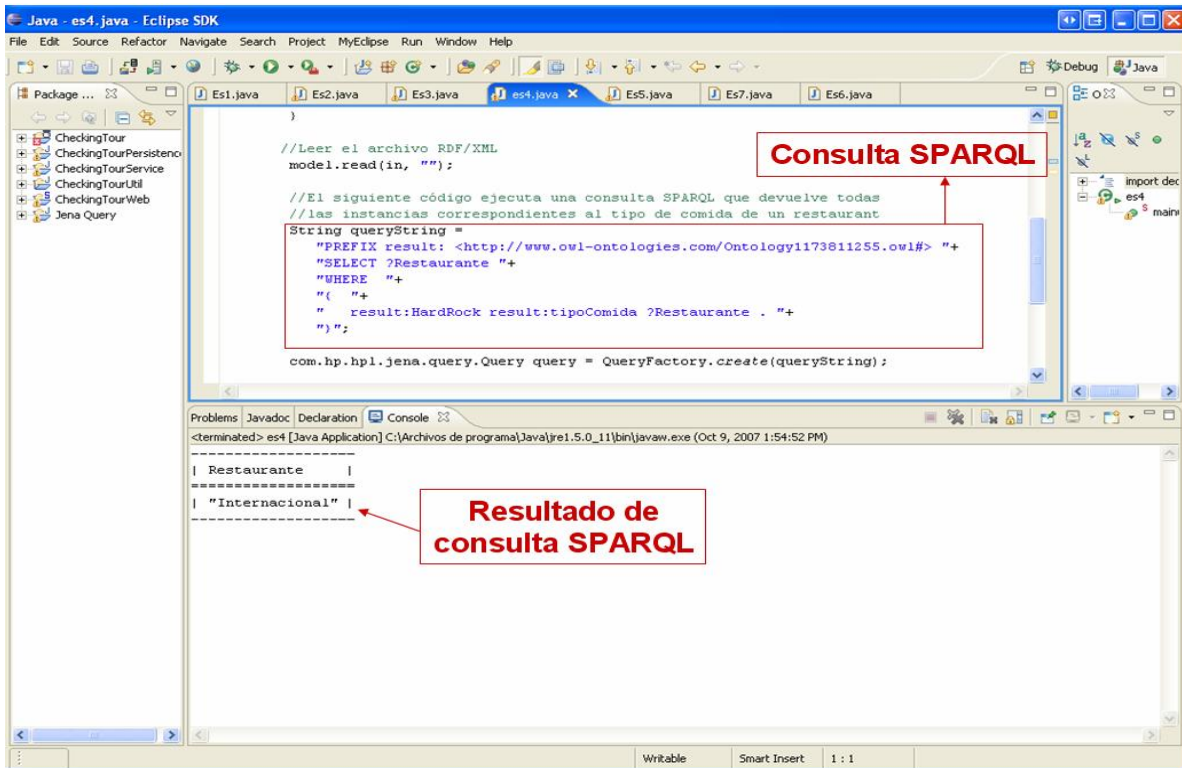 Java - es4.java - Eclipse SDK
File Edit Source Refactor Navigate Search Project MyEclipse Run Window Help
Debug Java
Package ...
CheckingTour
CheckingTourPersistenc
CheckingTourService
CheckingTourUtil
CheckingTourWeb
Jena Query
Es1.java Es2.java Es3.java es4.java Es5.java Es7.java Es6.java
}
//Leer el archivo RDF/XML
model.read(in, "");
//El siguiente código ejecuta una consulta SPARQL que devuelve todas
//las instancias correspondientes al tipo de comida de un restaurant
String queryString =
"PREFIX result: <http://www.owl-ontologies.com/Ontology1173811255.owl#> "+
"SELECT ?Restaurante "+
"WHERE "+
"( "+
" result:HardRock result:tipoComida ?Restaurante . "+
")";
com.hp.hpl.jena.query.Query query = QueryFactory.create(queryString);
Consulta SPARQL
import dec
es4
main
Problems Javadoc Declaration Console
<terminated> es4 [Java Application] C:\Archivos de programa\Java\jre1.5.0_11\bin\javaw.exe (Oct 9, 2007 1:54:52 PM)
-------------------
| Restaurante |
===================
| "Internacional" |
-------------------
Resultado de
consulta SPARQL
Writable Smart Insert 1 : 1